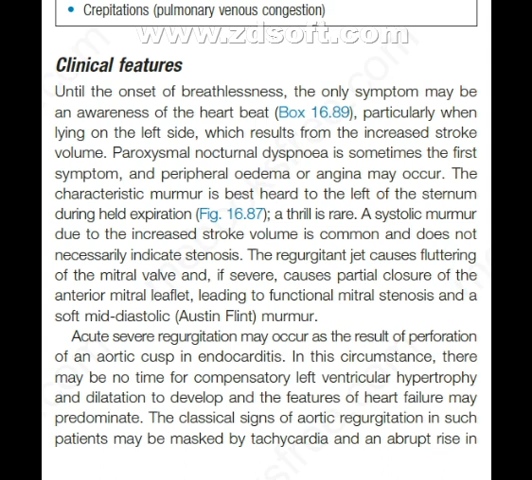 • Crepitations (pulmonary venous congestion)
www.zdsoft.com
Clinical features
Until the onset of breathlessness, the only symptom may be
an awareness of the heart beat (Box 16.89), particularly when
lying on the left side, which results from the increased stroke
volume. Paroxysmal nocturnal dyspnoea is sometimes the first
symptom, and peripheral oedema or angina may occur. The
characteristic murmur is best heard to the left of the sternum
during held expiration (Fig. 16.87); a thrill is rare. A systolic murmur
due to the increased stroke volume is common and does not
necessarily indicate stenosis. The regurgitant jet causes fluttering
of the mitral valve and, if severe, causes partial closure of the
anterior mitral leaflet, leading to functional mitral stenosis and a
soft mid-diastolic (Austin Flint) murmur.
Acute severe regurgitation may occur as the result of perforation
of an aortic cusp in endocarditis. In this circumstance, there
may be no time for compensatory left ventricular hypertrophy
and dilatation to develop and the features of heart failure may
predominate. The classical signs of aortic regurgitation in such
patients may be masked by tachycardia and an abrupt rise in